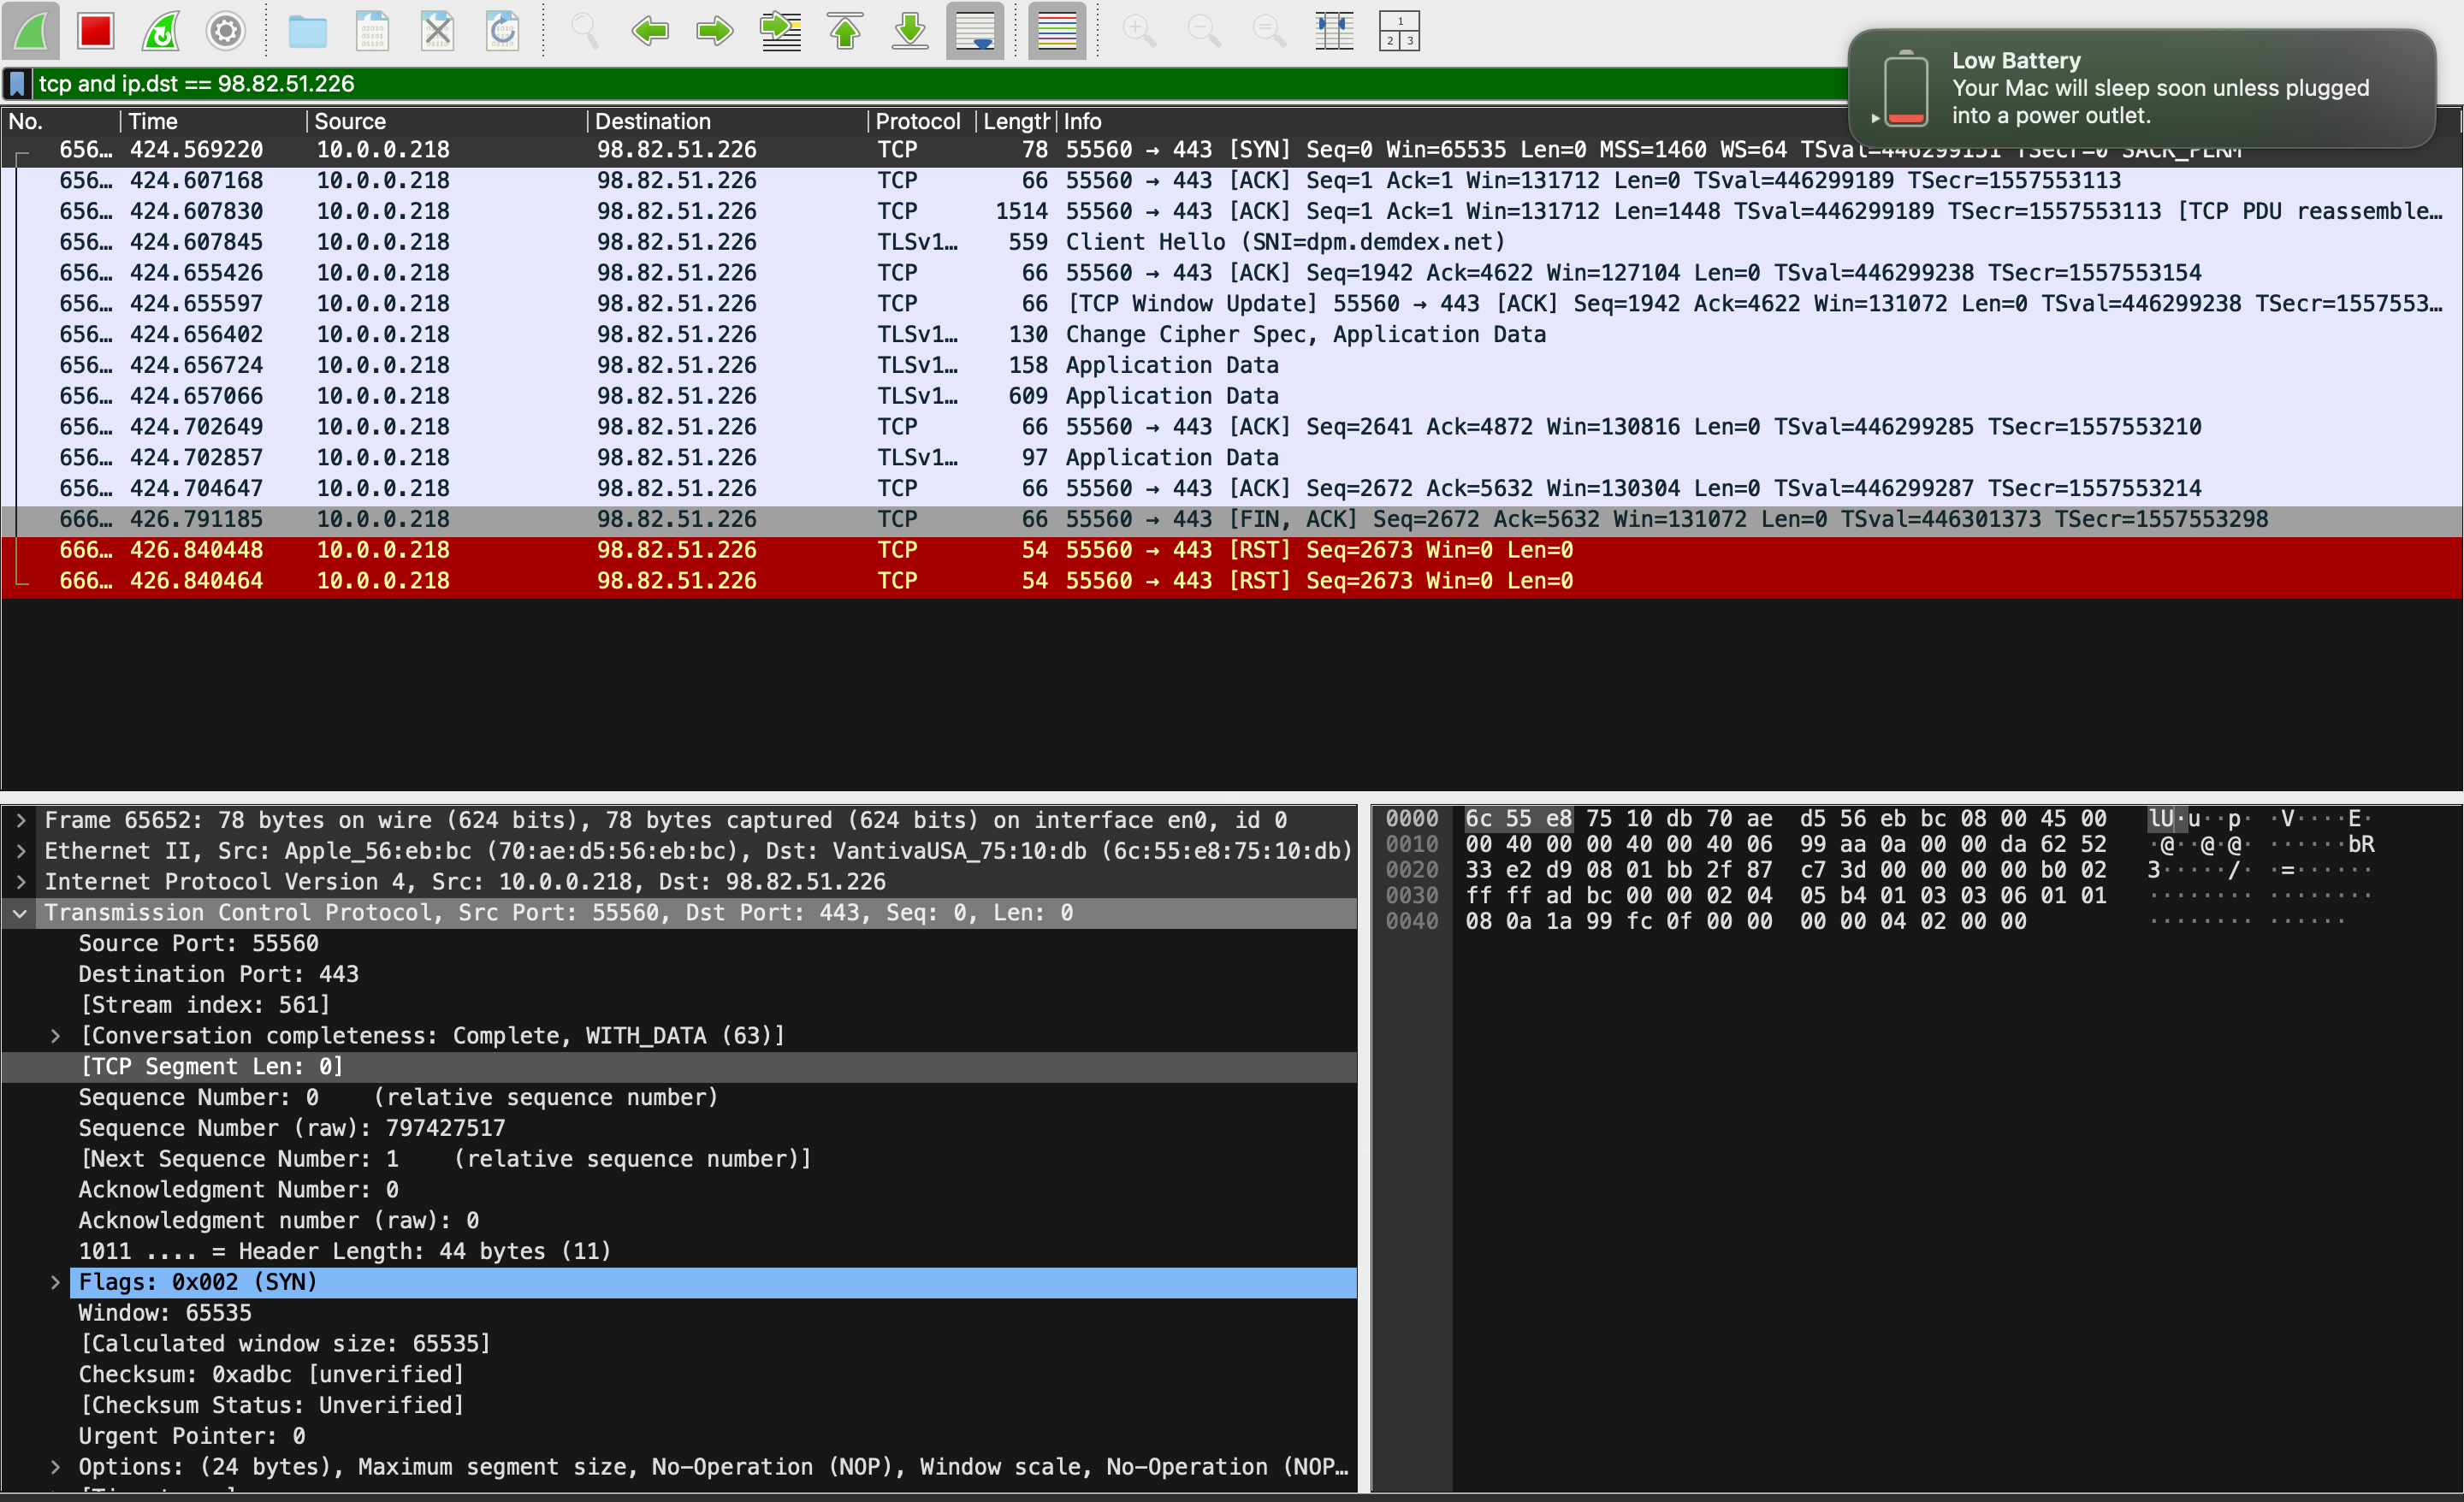 1
2 3
Low Battery
Your Mac will sleep soon unless plugged
into a power outlet.
tcp and ip.dst == 98.82.51.226
No. Time Source Destination Protocol Length Info
656… 424.569220 10.0.0.218 98.82.51.226 TCP 78 55560 → 443 [SYN] Seq=0 Win=65535 Len=0 MSS=1460 WS=64 TSval=446299151 TSecr=0 SACK_PERM
656… 424.607168 10.0.0.218 98.82.51.226 TCP 66 55560 → 443 [ACK] Seq=1 Ack=1 Win=131712 Len=0 TSval=446299189 TSecr=1557553113
656… 424.607830 10.0.0.218 98.82.51.226 TCP 1514 55560 → 443 [ACK] Seq=1 Ack=1 Win=131712 Len=1448 TSval=446299189 TSecr=1557553113 [TCP PDU reassemble…
656… 424.607845 10.0.0.218 98.82.51.226 TLSv1… 559 Client Hello (SNI=dpm.demdex.net)
656… 424.655426 10.0.0.218 98.82.51.226 TCP 66 55560 → 443 [ACK] Seq=1942 Ack=4622 Win=127104 Len=0 TSval=446299238 TSecr=1557553154
656… 424.655597 10.0.0.218 98.82.51.226 TCP 66 [TCP Window Update] 55560 → 443 [ACK] Seq=1942 Ack=4622 Win=131072 Len=0 TSval=446299238 TSecr=1557553…
656… 424.656402 10.0.0.218 98.82.51.226 TLSv1… 130 Change Cipher Spec, Application Data
656… 424.656724 10.0.0.218 98.82.51.226 TLSv1… 158 Application Data
656… 424.657066 10.0.0.218 98.82.51.226 TLSv1… 609 Application Data
656… 424.702649 10.0.0.218 98.82.51.226 TCP 66 55560 → 443 [ACK] Seq=2641 Ack=4872 Win=130816 Len=0 TSval=446299285 TSecr=1557553210
656… 424.702857 10.0.0.218 98.82.51.226 TLSv1… 97 Application Data
656… 424.704647 10.0.0.218 98.82.51.226 TCP 66 55560 → 443 [ACK] Seq=2672 Ack=5632 Win=130304 Len=0 TSval=446299287 TSecr=1557553214
666… 426.791185 10.0.0.218 98.82.51.226 TCP 66 55560 → 443 [FIN, ACK] Seq=2672 Ack=5632 Win=131072 Len=0 TSval=446301373 TSecr=1557553298
666… 426.840448 10.0.0.218 98.82.51.226 TCP 54 55560 → 443 [RST] Seq=2673 Win=0 Len=0
666… 426.840464 10.0.0.218 98.82.51.226 TCP 54 55560 → 443 [RST] Seq=2673 Win=0 Len=0
Frame 65652: 78 bytes on wire (624 bits), 78 bytes captured (624 bits) on interface en0, id 0
Ethernet II, Src: Apple_56:eb:bc (70:ae:d5:56:eb:bc), Dst: VantivaUSA_75:10:db (6c:55:e8:75:10:db)
Internet Protocol Version 4, Src: 10.0.0.218, Dst: 98.82.51.226
Transmission Control Protocol, Src Port: 55560, Dst Port: 443, Seq: 0, Len: 0
Source Port: 55560
Destination Port: 443
[Stream index: 561]
[Conversation completeness: Complete, WITH_DATA (63)]
[TCP Segment Len: 0]
Sequence Number: 0 (relative sequence number)
Sequence Number (raw): 797427517
[Next Sequence Number: 1 (relative sequence number)]
Acknowledgment Number: 0
Acknowledgment number (raw): 0
1011 .... = Header Length: 44 bytes (11)
Flags: 0x002 (SYN)
Window: 65535
[Calculated window size: 65535]
Checksum: 0xadbc [unverified]
[Checksum Status: Unverified]
Urgent Pointer: 0
Options: (24 bytes), Maximum segment size, No-Operation (NOP), Window scale, No-Operation (NOP…
0000 6c 55 e8 75 10 db 70 ae d5 56 eb bc 08 00 45 00 lU·u··p· ·V····E·
0010 00 40 00 00 40 00 40 06 99 aa 0a 00 00 da 62 52 ·@··@·@· ······bR
0020 33 e2 d9 08 01 bb 2f 87 c7 3d 00 00 00 00 b0 02 3·····/· ·=······
0030 ff ff ad bc 00 00 02 04 05 b4 01 03 03 06 01 01 ········ ········
0040 08 0a 1a 99 fc 0f 00 00 00 00 04 02 00 00 ········ ······